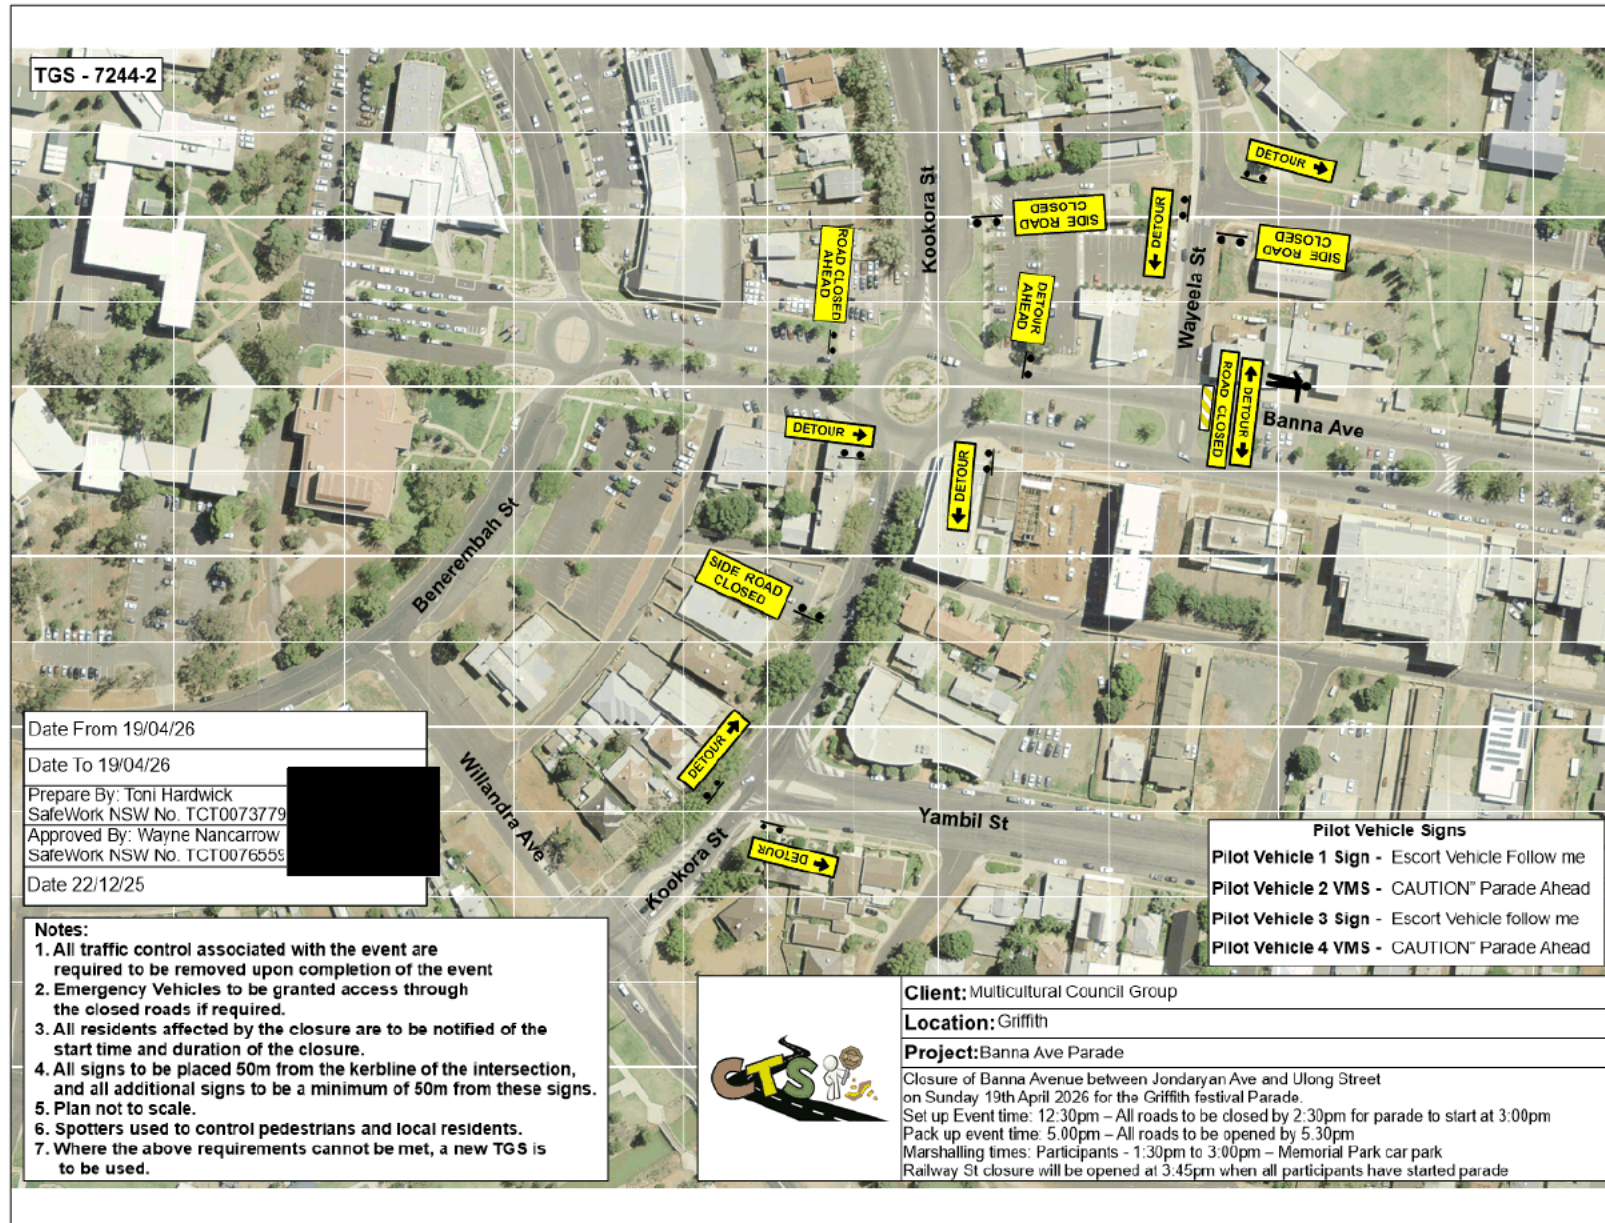 TGS - 7244-2
DETOUR
SIDE ROAD
CLOSED
DETOUR
SIDE ROAD
CLOSED
Kookora St
ROAD CLOSED
AHEAD
DETOUR
AHEAD
Wayeela St
ROAD CLOSED
DETOUR
Banna Ave
DETOUR
DETOUR
Benerembah St
SIDE ROAD
CLOSED
DETOUR
Willandra Ave
Kookora St
Yambil St
DETOUR
Date From 19/04/26
Date To 19/04/26
Prepare By: Toni Hardwick
SafeWork NSW No. TCT0073779
Approved By: Wayne Nancarrow
SafeWork NSW No. TCT0076559
Date 22/12/25
Pilot Vehicle Signs
Pilot Vehicle 1 Sign - Escort Vehicle Follow me
Pilot Vehicle 2 VMS - CAUTION" Parade Ahead
Pilot Vehicle 3 Sign - Escort Vehicle follow me
Pilot Vehicle 4 VMS - CAUTION" Parade Ahead
Notes:
1. All traffic control associated with the event are
required to be removed upon completion of the event
2. Emergency Vehicles to be granted access through
the closed roads if required.
3. All residents affected by the closure are to be notified of the
start time and duration of the closure.
4. All signs to be placed 50m from the kerbline of the intersection,
and all additional signs to be a minimum of 50m from these signs.
5. Plan not to scale.
6. Spotters used to control pedestrians and local residents.
7. Where the above requirements cannot be met, a new TGS is
to be used.
CTS
Client: Multicultural Council Group
Location: Griffith
Project: Banna Ave Parade
Closure of Banna Avenue between Jondaryan Ave and Ulong Street
on Sunday 19th April 2026 for the Griffith festival Parade.
Set up Event time: 12:30pm – All roads to be closed by 2:30pm for parade to start at 3:00pm
Pack up event time: 5.00pm – All roads to be opened by 5.30pm
Marshalling times: Participants - 1:30pm to 3:00pm – Memorial Park car park
Railway St closure will be opened at 3:45pm when all participants have started parade